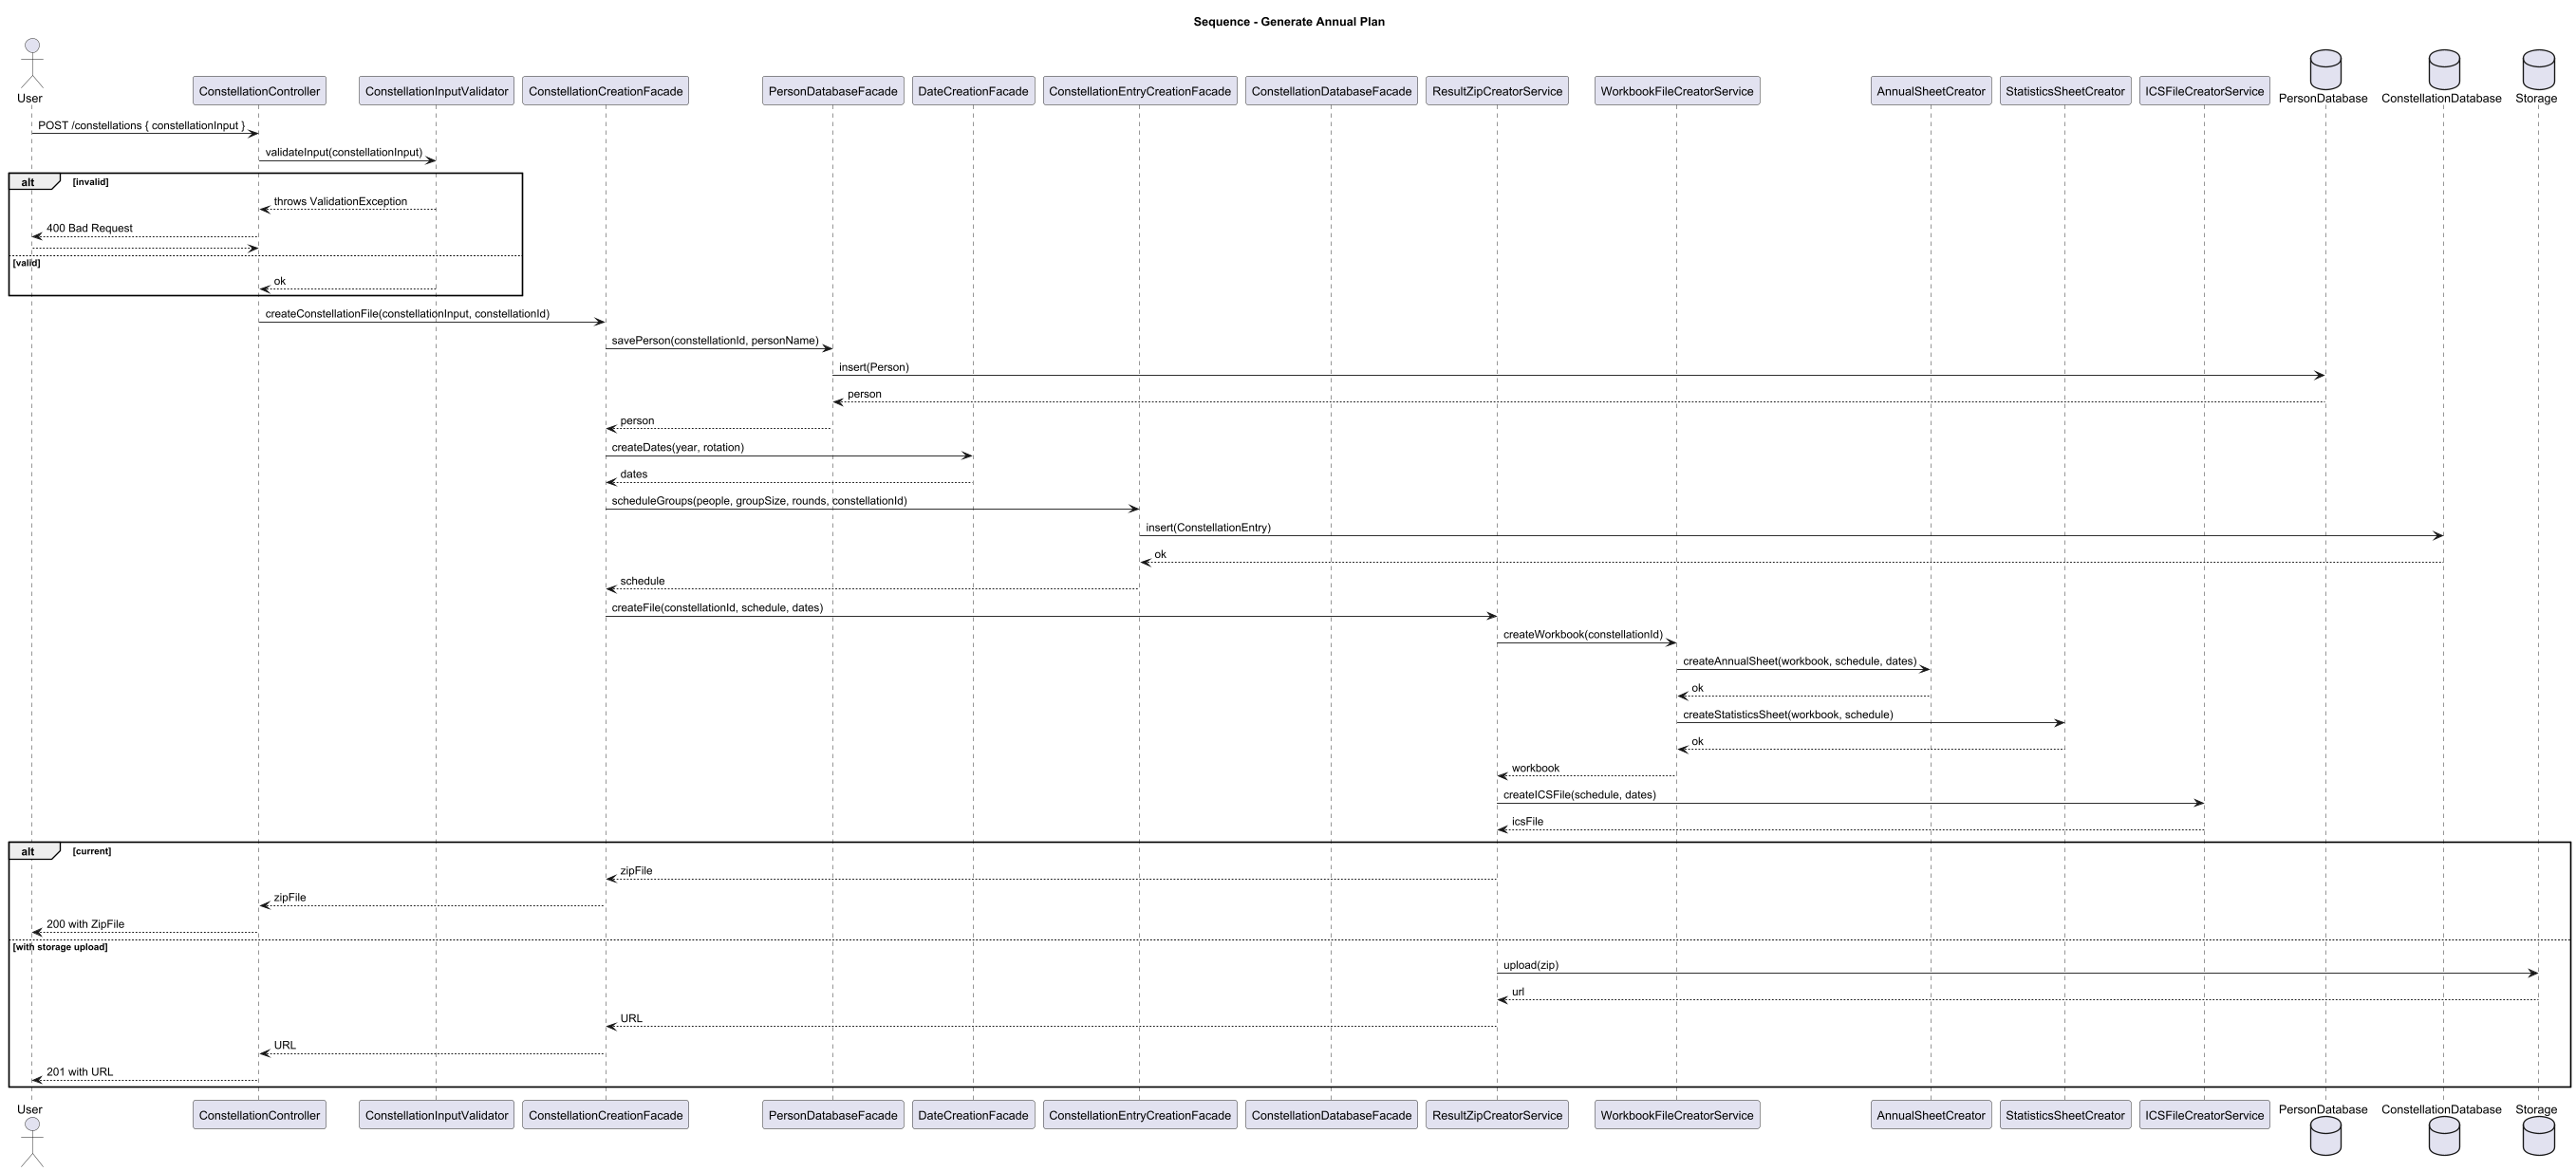 Sequence - Generate Annual Plan
User
ConstellationController
ConstellationInputValidator
ConstellationCreationFacade
PersonDatabaseFacade
DateCreationFacade
ConstellationEntryCreationFacade
ConstellationDatabaseFacade
ResultZipCreatorService
WorkbookFileCreatorService
AnnualSheetCreator
StatisticsSheetCreator
ICSFileCreatorService
PersonDatabase
ConstellationDatabase
Storage
POST /constellations { constellationInput }
validateInput(constellationInput)
alt
[invalid]
throws ValidationException
400 Bad Request
[valid]
ok
createConstellationFile(constellationInput, constellationId)
savePerson(constellationId, personName)
insert(Person)
person
person
createDates(year, rotation)
dates
scheduleGroups(people, groupSize, rounds, constellationId)
insert(ConstellationEntry)
ok
schedule
createFile(constellationId, schedule, dates)
createWorkbook(constellationId)
createAnnualSheet(workbook, schedule, dates)
ok
createStatisticsSheet(workbook, schedule)
ok
workbook
createICSFile(schedule, dates)
icsFile
alt
[current]
zipFile
zipFile
200 with ZipFile
[with storage upload]
upload(zip)
url
URL
URL
201 with URL
User
ConstellationController
ConstellationInputValidator
ConstellationCreationFacade
PersonDatabaseFacade
DateCreationFacade
ConstellationEntryCreationFacade
ConstellationDatabaseFacade
ResultZipCreatorService
WorkbookFileCreatorService
AnnualSheetCreator
StatisticsSheetCreator
ICSFileCreatorService
PersonDatabase
ConstellationDatabase
Storage